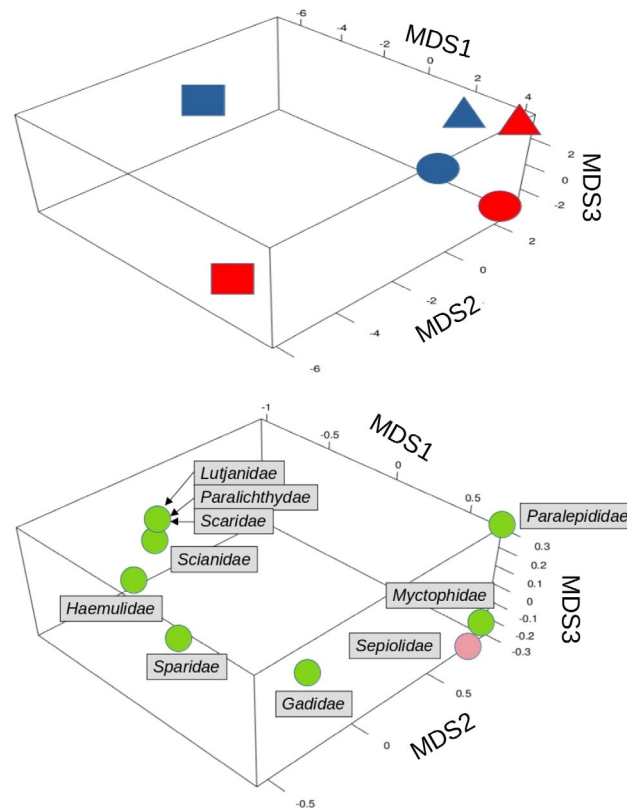 -6
-4
-2
0
2
4
MDS1
2
0
-2
MDS3
2
0
-2
-4
-6
MDS2
-1
-0.5
0
0.5
MDS1
Lutjanidae
Paralichthydae
Scaridae
Scianidae
Haemulidae
Sparidae
Gadidae
Sepiolidae
Myctophidae
Paralepididae
0.3
0.2
0.1
0
-0.1
-0.2
-0.3
MDS3
0.5
0
-0.5
MDS2